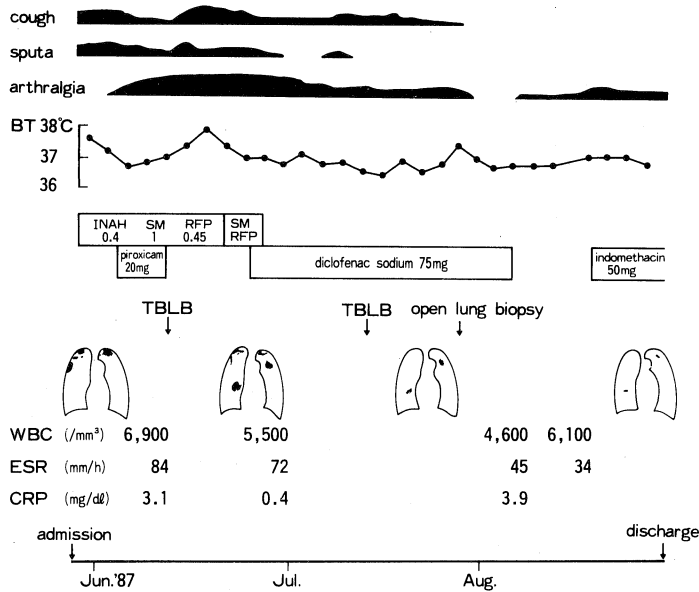 cough
sputa
arthralgia
BT 38°C
37
36
INAH SM RFP SM
0.4 1 0.45 RFP
piroxicam
20mg
diclofenac sodium 75mg
indomethacin
50mg
TBLB TBLB open lung biopsy
WBC (/mm³) 6,900 5,500 4,600 6,100
ESR (mm/h) 84 72 45 34
CRP (mg/dℓ) 3.1 0.4 3.9
admission discharge
Jun.'87 Jul. Aug.